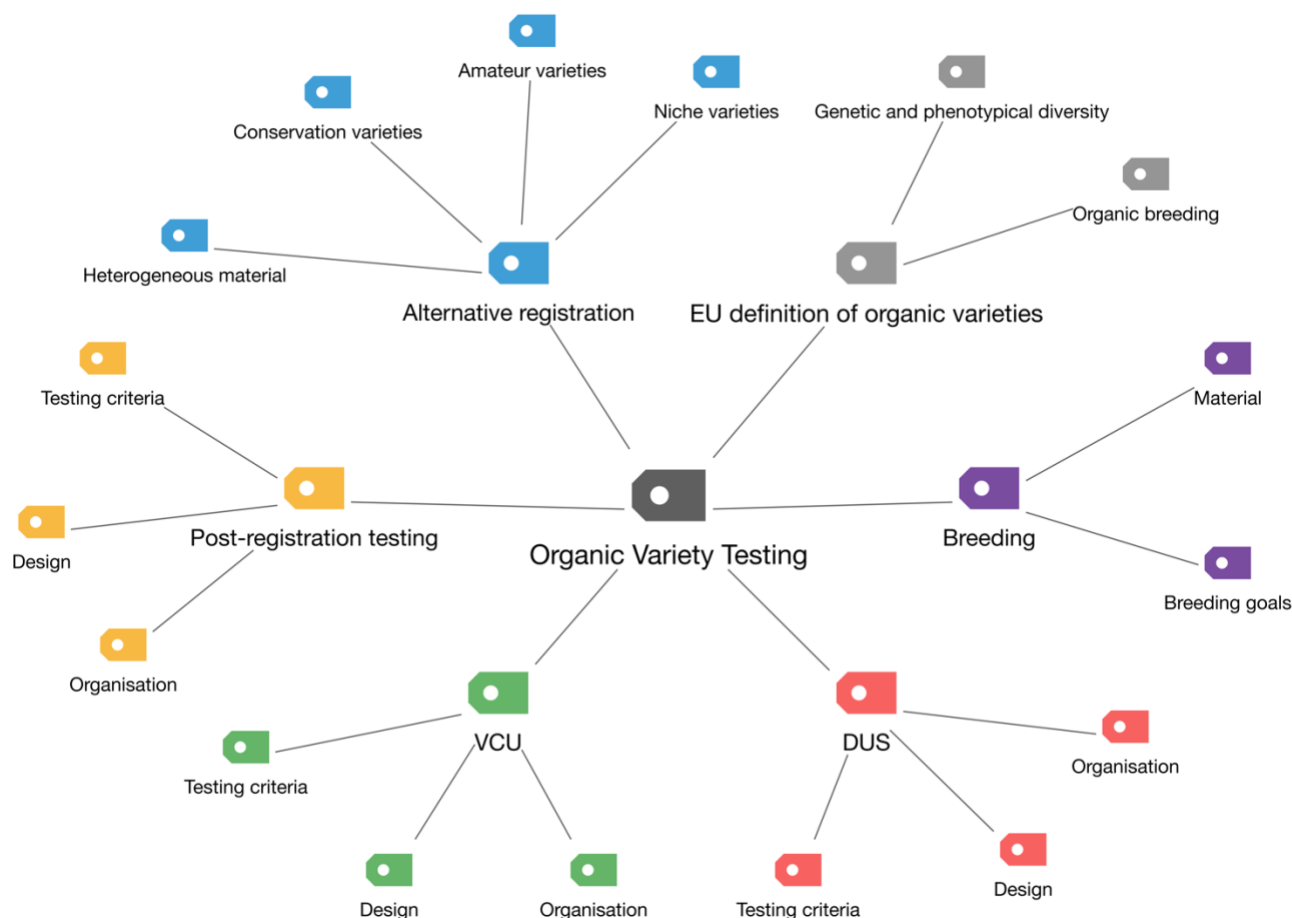 Amateur varieties
Niche varieties
Genetic and phenotypical diversity
Conservation varieties
Organic breeding
Heterogeneous material
Alternative registration
EU definition of organic varieties
Testing criteria
Material
Post-registration testing
Breeding
Organic Variety Testing
Design
Breeding goals
Organisation
VCU
DUS
Organisation
Testing criteria
Design
Design
Organisation
Testing criteria